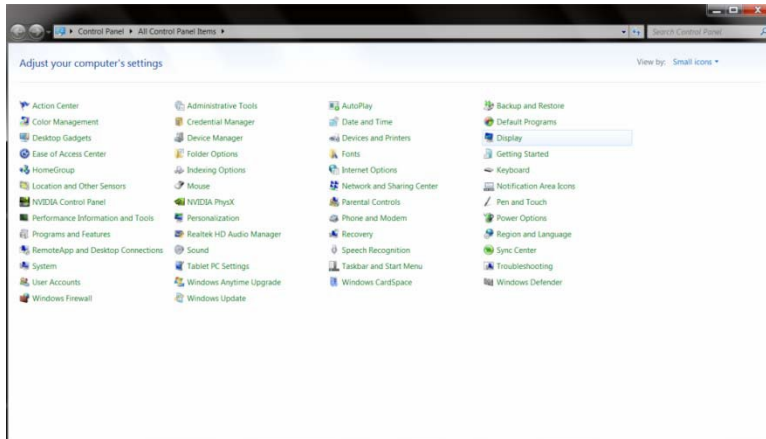 Control Panel ▸ All Control Panel Items ▸
Search Control Panel
Adjust your computer's settings
View by: Small icons
Action Center
Administrative Tools
AutoPlay
Backup and Restore
Color Management
Credential Manager
Date and Time
Default Programs
Desktop Gadgets
Device Manager
Devices and Printers
Display
Ease of Access Center
Folder Options
Fonts
Getting Started
HomeGroup
Indexing Options
Internet Options
Keyboard
Location and Other Sensors
Mouse
Network and Sharing Center
Notification Area Icons
NVIDIA Control Panel
NVIDIA PhysX
Parental Controls
Pen and Touch
Performance Information and Tools
Personalization
Phone and Modem
Power Options
Programs and Features
Realtek HD Audio Manager
Recovery
Region and Language
RemoteApp and Desktop Connections
Sound
Speech Recognition
Sync Center
System
Tablet PC Settings
Taskbar and Start Menu
Troubleshooting
User Accounts
Windows Anytime Upgrade
Windows CardSpace
Windows Defender
Windows Firewall
Windows Update